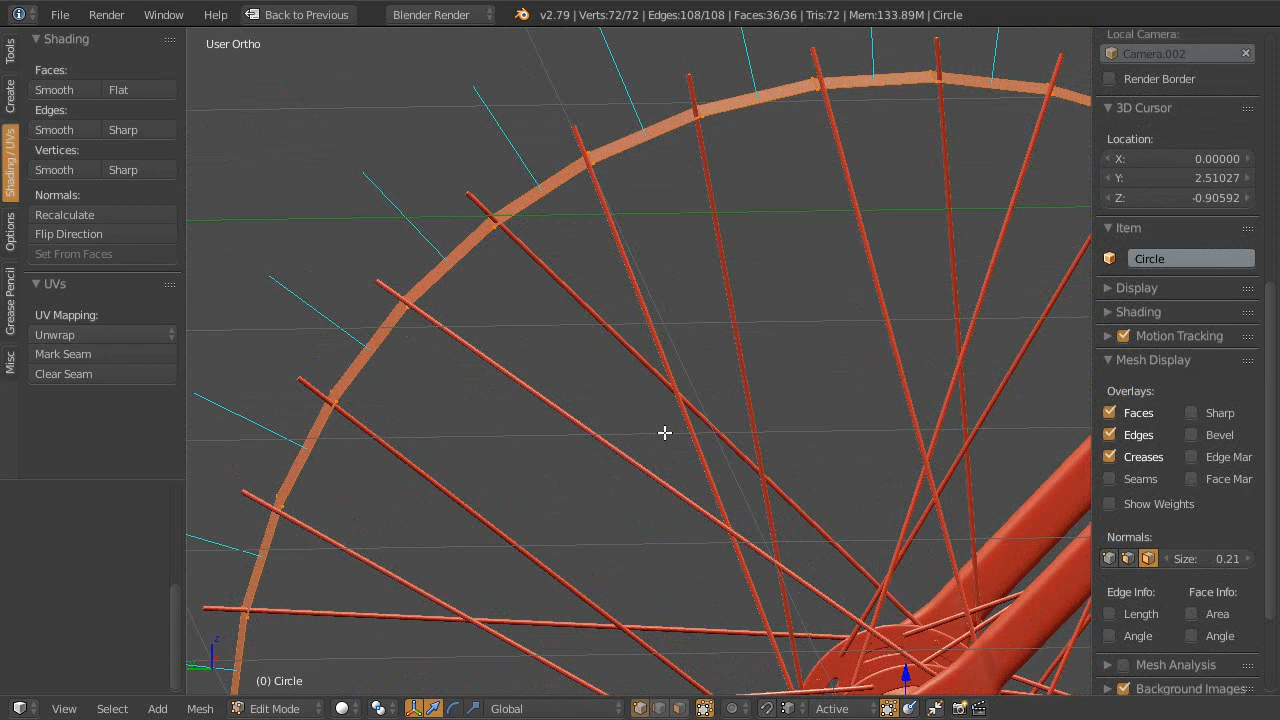 File Render Window Help Back to Previous Blender Render v2.79 | Verts:72/72 | Edges:108/108 | Faces:36/36 | Tris:72 | Mem:133.89M | Circle
Tools
Create
Shading / UVs
Options
Grease Pencil
Misc
Shading
Faces:
Smooth Flat
Edges:
Smooth Sharp
Vertices:
Smooth Sharp
Normals:
Recalculate
Flip Direction
Set From Faces
UVs
UV Mapping:
Unwrap
Mark Seam
Clear Seam
User Ortho
z
(0) Circle
Local Camera:
Camera.002
Render Border
3D Cursor
Location:
X: 0.00000
Y: 2.51027
Z: -0.90592
Item
Circle
Display
Shading
Motion Tracking
Mesh Display
Overlays:
Faces Sharp
Edges Bevel
Creases Edge Mar
Seams Face Mar
Show Weights
Normals:
Size: 0.21
Edge Info: Face Info:
Length Area
Angle Angle
Mesh Analysis
Background Images
View Select Add Mesh Edit Mode Global Active